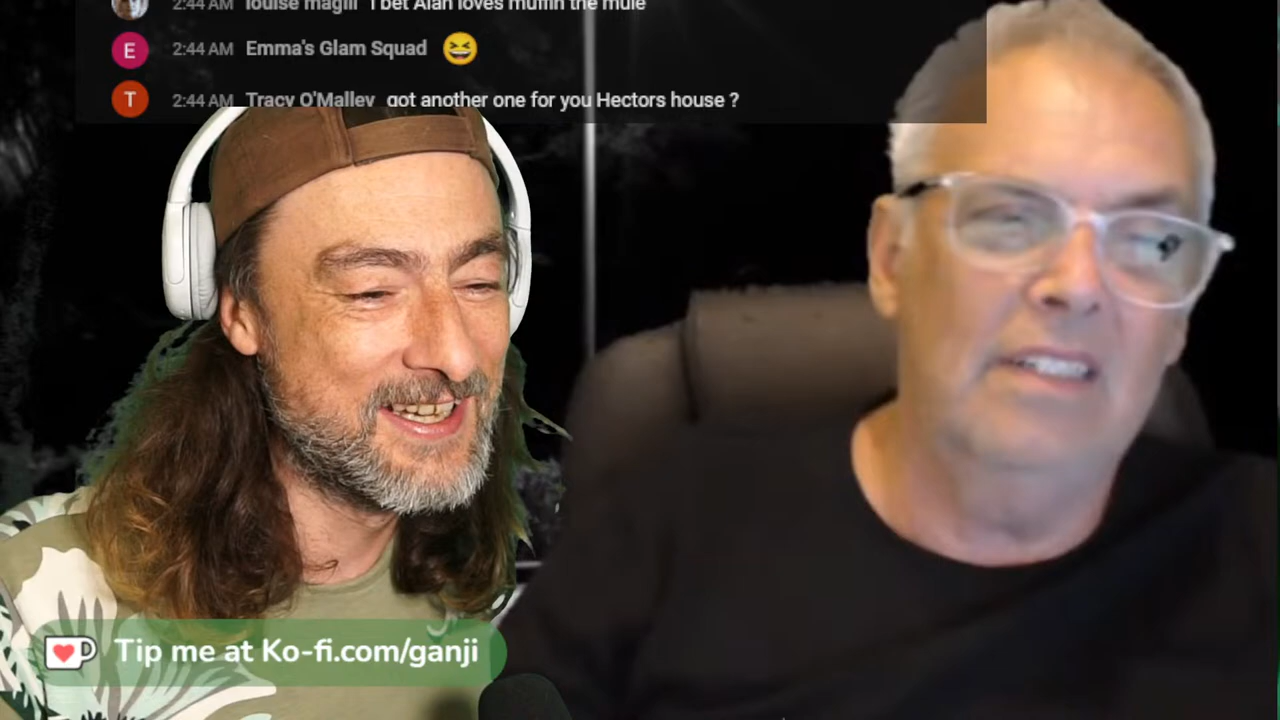 2:44 AM louise magill I bet Alan loves muffin the mule
E 2:44 AM Emma's Glam Squad
T 2:44 AM Tracy O'Malley got another one for you Hectors house ?
Tip me at Ko-fi.com/ganji